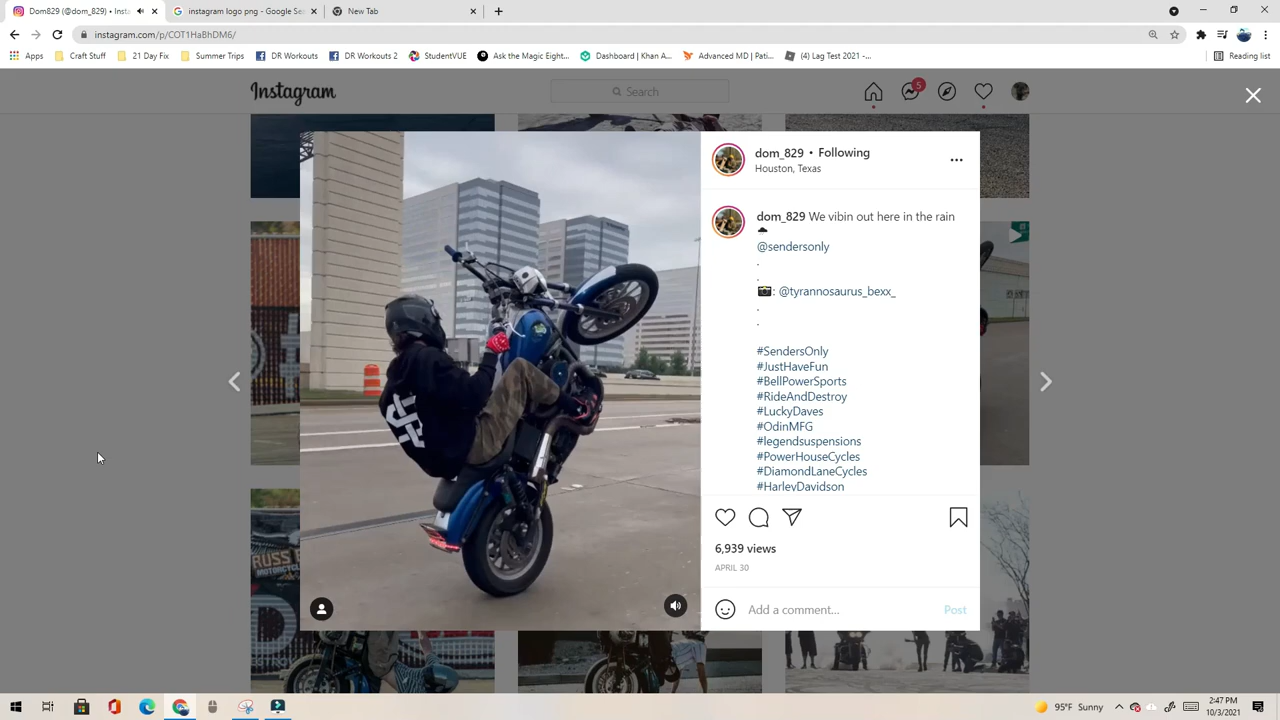 Dom829 (@dom_829) • Inst
instagram logo png - Google Se
New Tab
instagram.com/p/COT1HaBhDM6/
Apps
Craft Stuff
21 Day Fix
Summer Trips
DR Workouts
DR Workouts 2
StudentVUE
Ask the Magic Eight...
Dashboard | Khan A...
Advanced MD | Pati...
(4) Lag Test 2021 -...
Reading list
Instagram
Search
5
dom_829 • Following
Houston, Texas
dom_829 We vibin out here in the rain
@sendersonly
.
.
: @tyrannosaurus_bexx_
.
.
#SendersOnly
#JustHaveFun
#BellPowerSports
#RideAndDestroy
#LuckyDaves
#OdinMFG
#legendsuspensions
#PowerHouseCycles
#DiamondLaneCycles
#HarleyDavidson
6,939 views
APRIL 30
Add a comment...
Post
RUSS
MOTORCYCLE
95°F Sunny
2:47 PM
10/3/2021